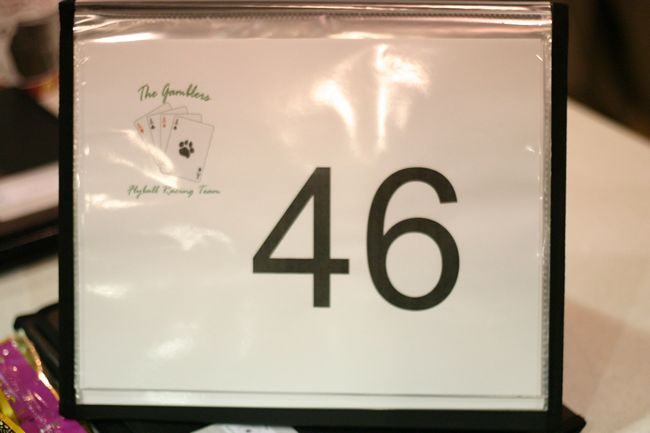 The Gamblers
Flyball Racing Team
46